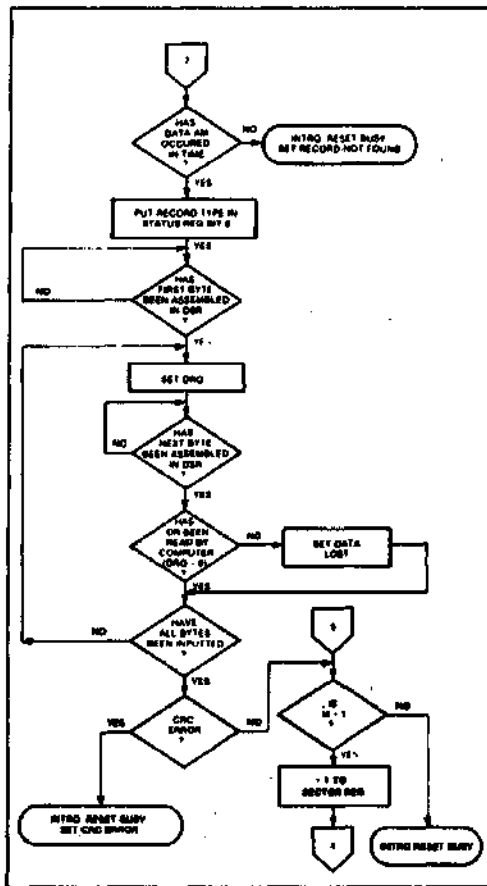 2
HAS
DATA AM
OCCURED
IN TIME
?
NO
INTRQ RESET BUSY
SET RECORD-NOT FOUND
YES
PUT RECORD TYPE IN
STATUS REG BIT 5
YES
HAS
FIRST BYTE
BEEN ASSEMBLED
IN DSR
?
NO
YES
SET DRQ
HAS
NEXT BYTE
BEEN ASSEMBLED
IN DSR
?
NO
YES
HAS
DR BEEN
READ BY
COMPUTER
(DRQ - 0)
?
NO
SET DATA
LOST
YES
HAVE
ALL BYTES
BEEN INPUTTED
?
NO
YES
CRC
ERROR
?
YES
NO
INTRQ RESET BUSY
SET CRC ERROR
5
IS
M = 1
?
NO
YES
+ 1 TO
SECTOR REG
4
INTRQ RESET BUSY